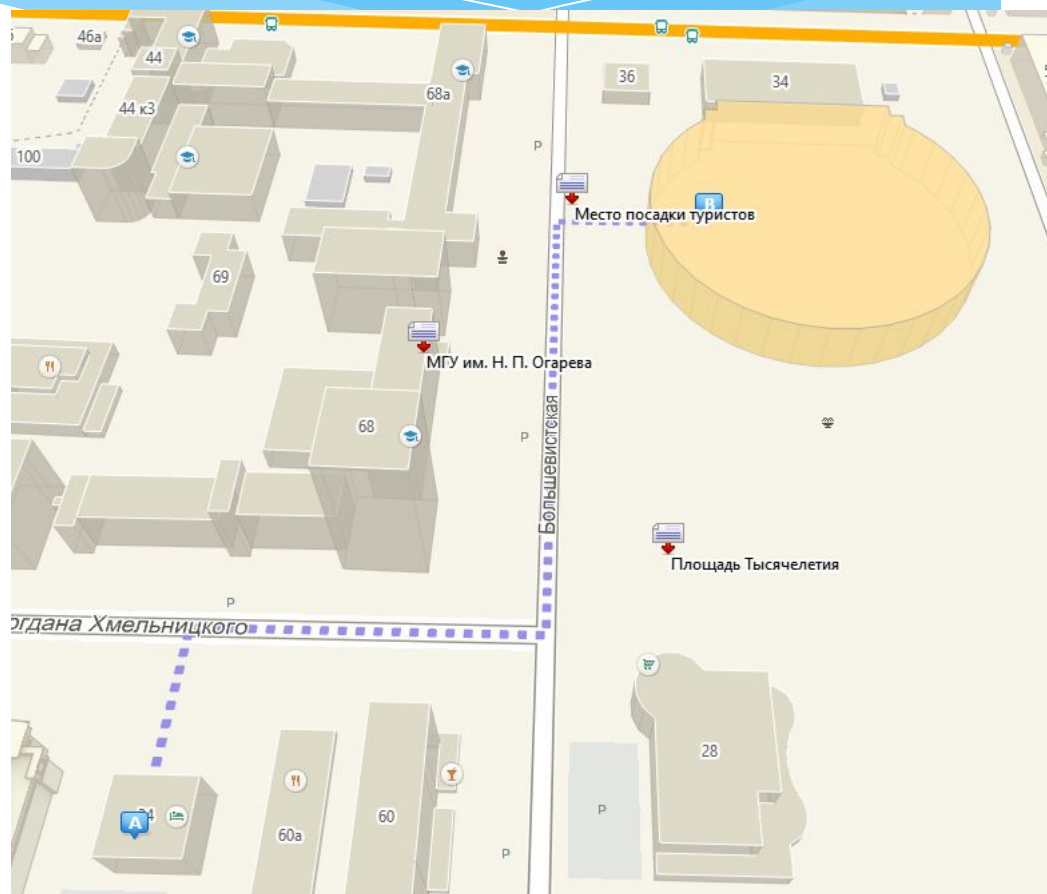 46а
44
36
34
68а
44 к3
P
100
B
Место посадки туристов
69
МГУ им. Н. П. Огарева
68
P
Большевистская
Площадь Тысячелетия
P
огдана Хмельницкого
28
A
60а
60
P
P